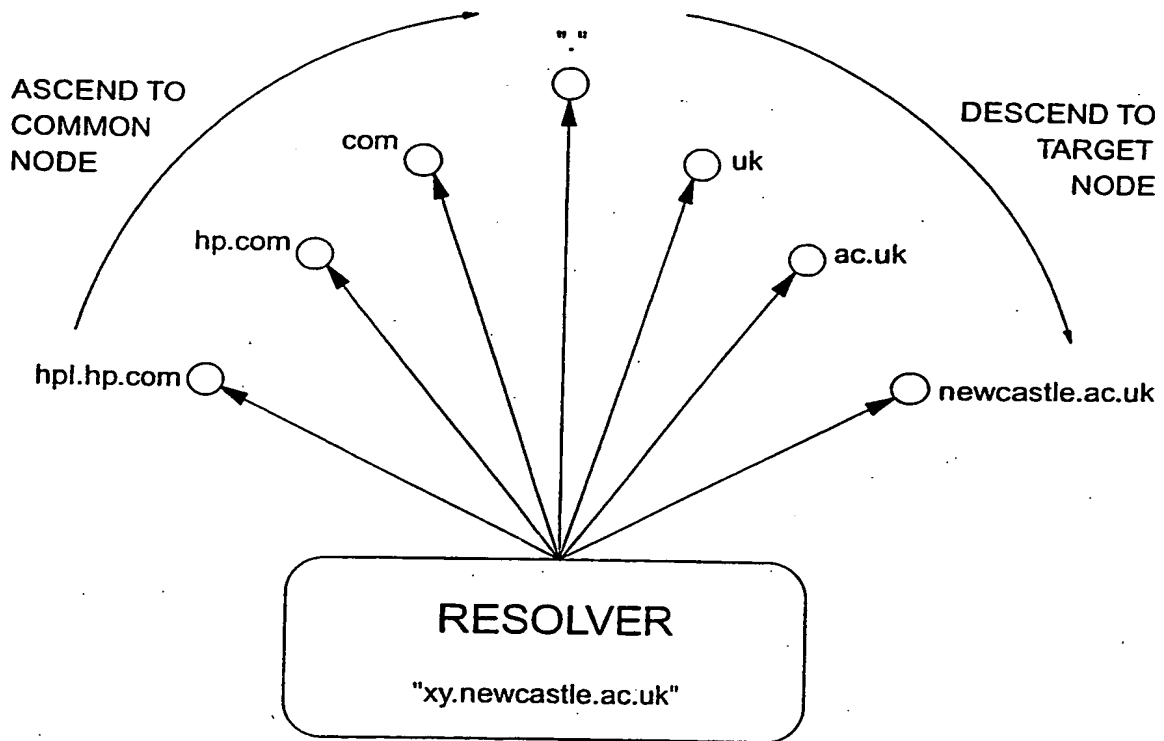 "."
ASCEND TO
COMMON
NODE
DESCEND TO
TARGET
NODE
com
uk
hp.com
ac.uk
hpl.hp.com
newcastle.ac.uk
RESOLVER
"xy.newcastle.ac.uk"